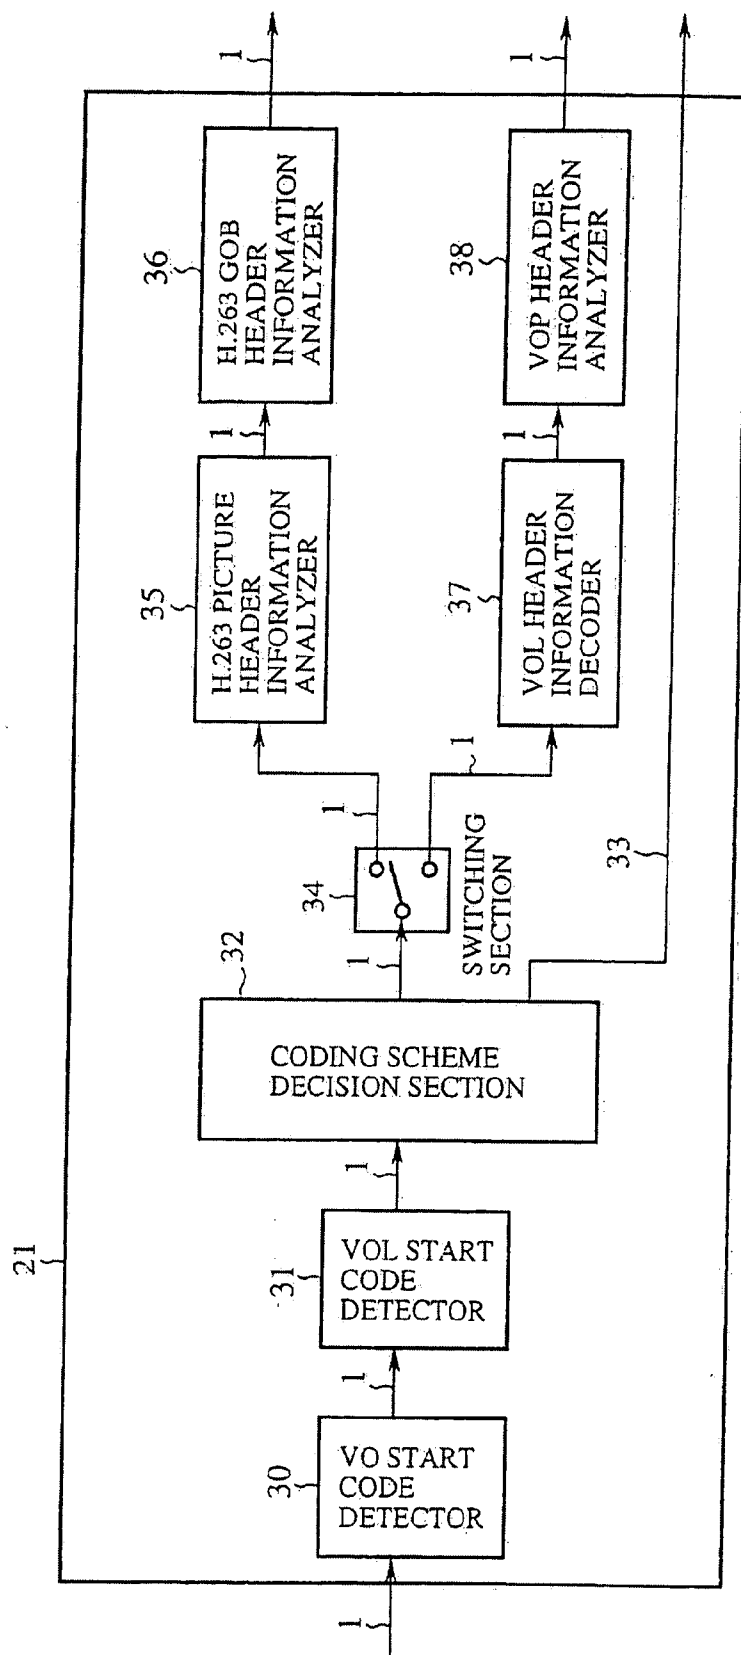 21
1
30
VO START
CODE
DETECTOR
1
31
VOL START
CODE
DETECTOR
1
32
CODING SCHEME
DECISION SECTION
1
34
SWITCHING
SECTION
1
35
H.263 PICTURE
HEADER
INFORMATION
ANALYZER
1
36
H.263 GOB
HEADER
INFORMATION
ANALYZER
1
1
37
VOL HEADER
INFORMATION
DECODER
1
38
VOP HEADER
INFORMATION
ANALYZER
1
33